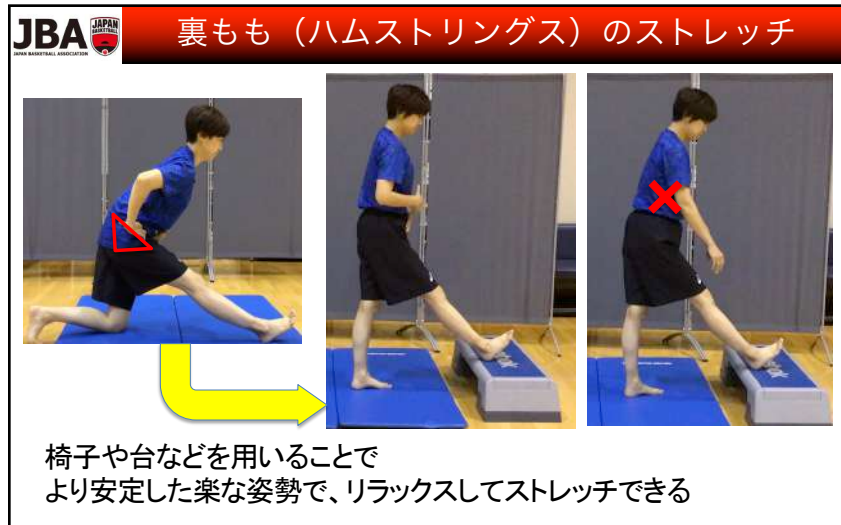 JBA
JAPAN BASKETBALL ASSOCIATION
JAPAN
BASKETBALL
裏もも（ハムストリングス）のストレッチ
椅子や台などを用いることで
より安定した楽な姿勢で、リラックスしてストレッチできる